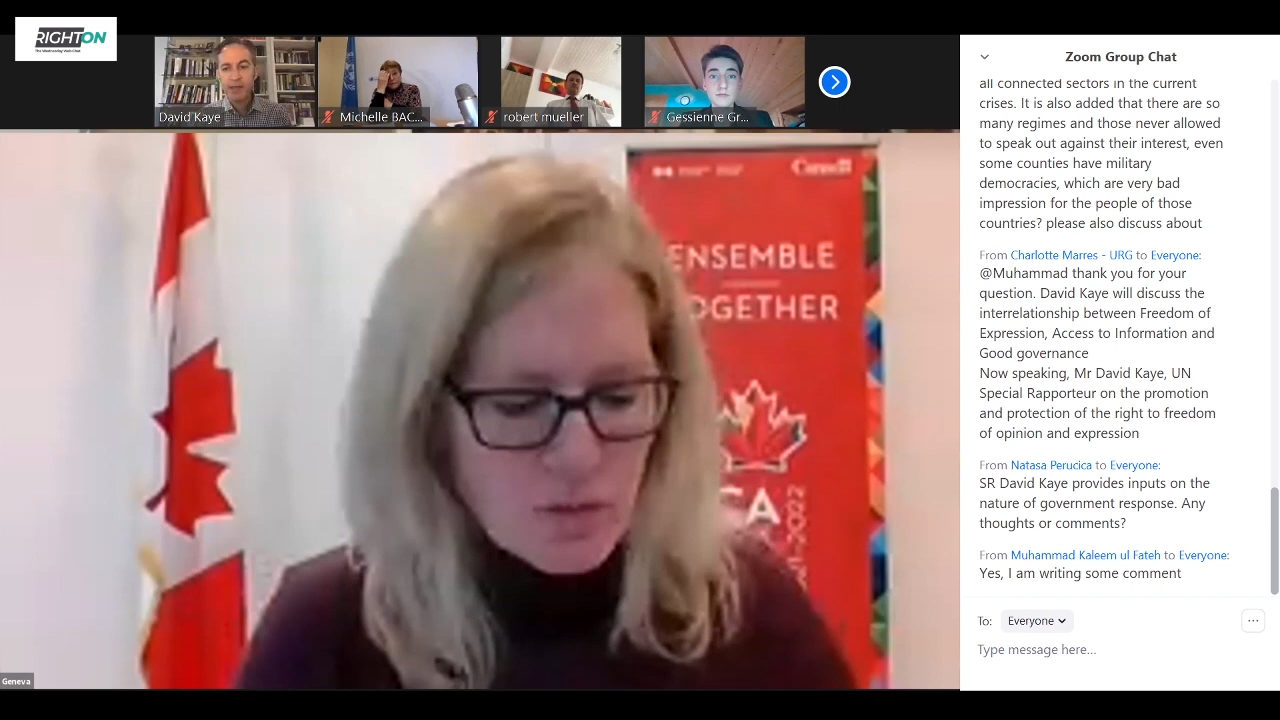 RIGHTON
The Wednesday Web Chat
David Kaye
Michelle BAC...
robert mueller
Gessienne Gr...
Canada
ENSEMBLE
OGETHER
CA
21-2022
Geneva
Zoom Group Chat
all connected sectors in the current
crises. It is also added that there are so
many regimes and those never allowed
to speak out against their interest, even
some counties have military
democracies, which are very bad
impression for the people of those
countries? please also discuss about
From Charlotte Marres - URG to Everyone:
@Muhammad thank you for your
question. David Kaye will discuss the
interrelationship between Freedom of
Expression, Access to Information and
Good governance
Now speaking, Mr David Kaye, UN
Special Rapporteur on the promotion
and protection of the right to freedom
of opinion and expression
From Natasa Perucica to Everyone:
SR David Kaye provides inputs on the
nature of government response. Any
thoughts or comments?
From Muhammad Kaleem ul Fateh to Everyone:
Yes, I am writing some comment
To: Everyone
Type message here...